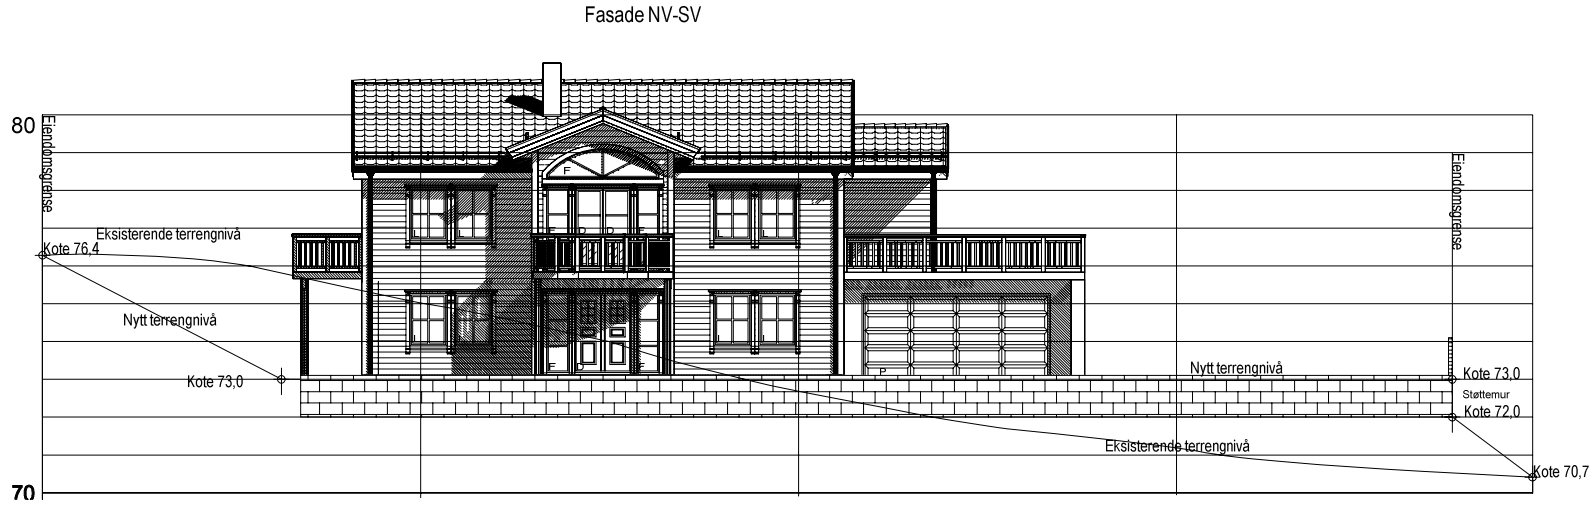 Fasade NV-SV
80
Eiendomsgrense
Eiendomsgrense
Eksisterende terrengnivå
Kote 76,4
F
F
D
D
F
Nytt terrengnivå
Kote 73,0
F
D
F
P
Nytt terrengnivå
Kote 73,0
Støttemur
Kote 72,0
Eksisterende terrengnivå
Kote 70,7
70